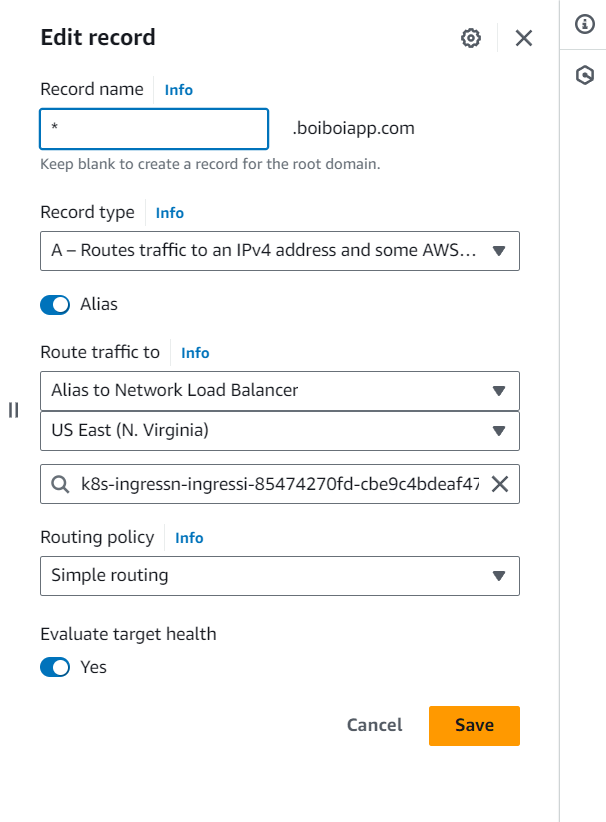 Edit record
Record name Info
* .boiboiapp.com
Keep blank to create a record for the root domain.
Record type Info
A – Routes traffic to an IPv4 address and some AWS...
Alias
Route traffic to Info
Alias to Network Load Balancer
US East (N. Virginia)
k8s-ingressn-ingressi-85474270fd-cbe9c4bdeaf47
Routing policy Info
Simple routing
Evaluate target health
Yes
Cancel Save